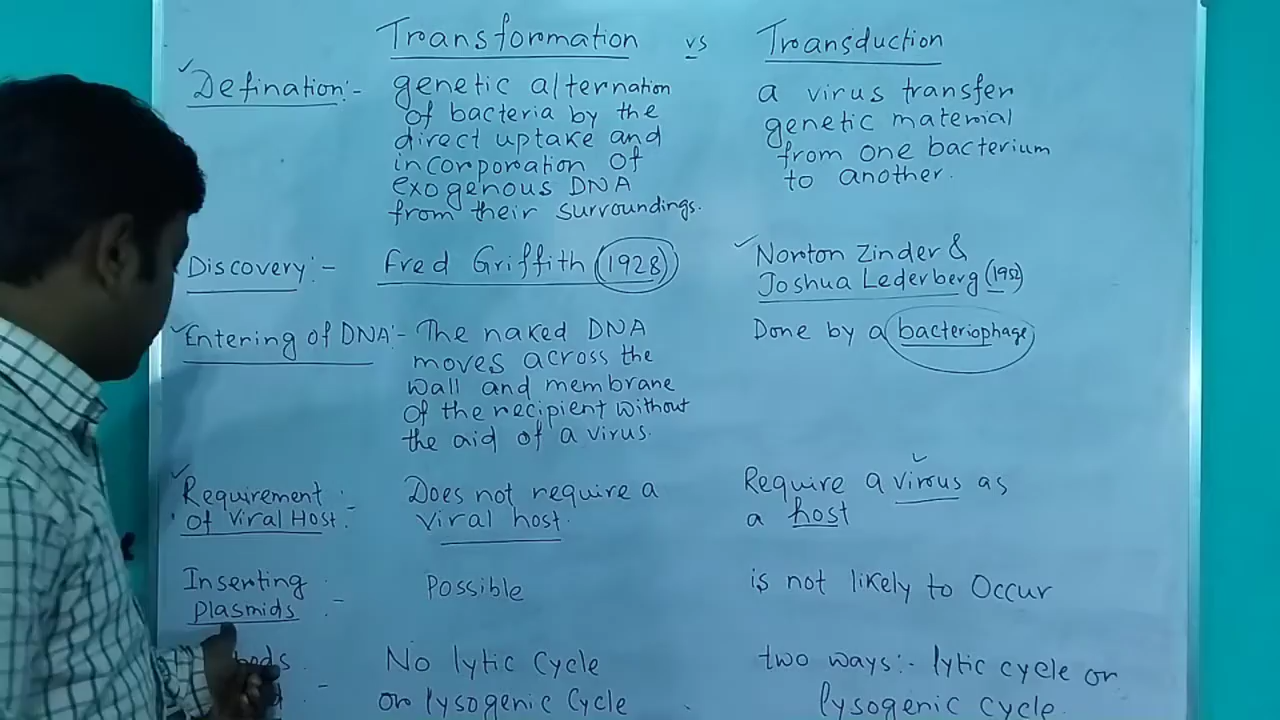 Transformation vs Transduction
Defination:- genetic alternation
of bacteria by the
direct uptake and
incorporation of
exogenous DNA
from their surroundings.
a virus transfer
genetic material
from one bacterium
to another.
Discovery:- Fred Griffith (1928)
Norton Zinder &
Joshua Lederberg (1952)
Entering of DNA:- The naked DNA
moves across the
wall and membrane
of the recipient without
the aid of a virus.
Done by a bacteriophage
Requirement
Of Viral Host:-
Does not require a
viral host.
Require a virous as
a host
Inserting
plasmids:-
Possible
is not likely to Occur
No lytic Cycle
or lysogenic Cycle
two ways:- lytic cycle or
lysogenic cycle.